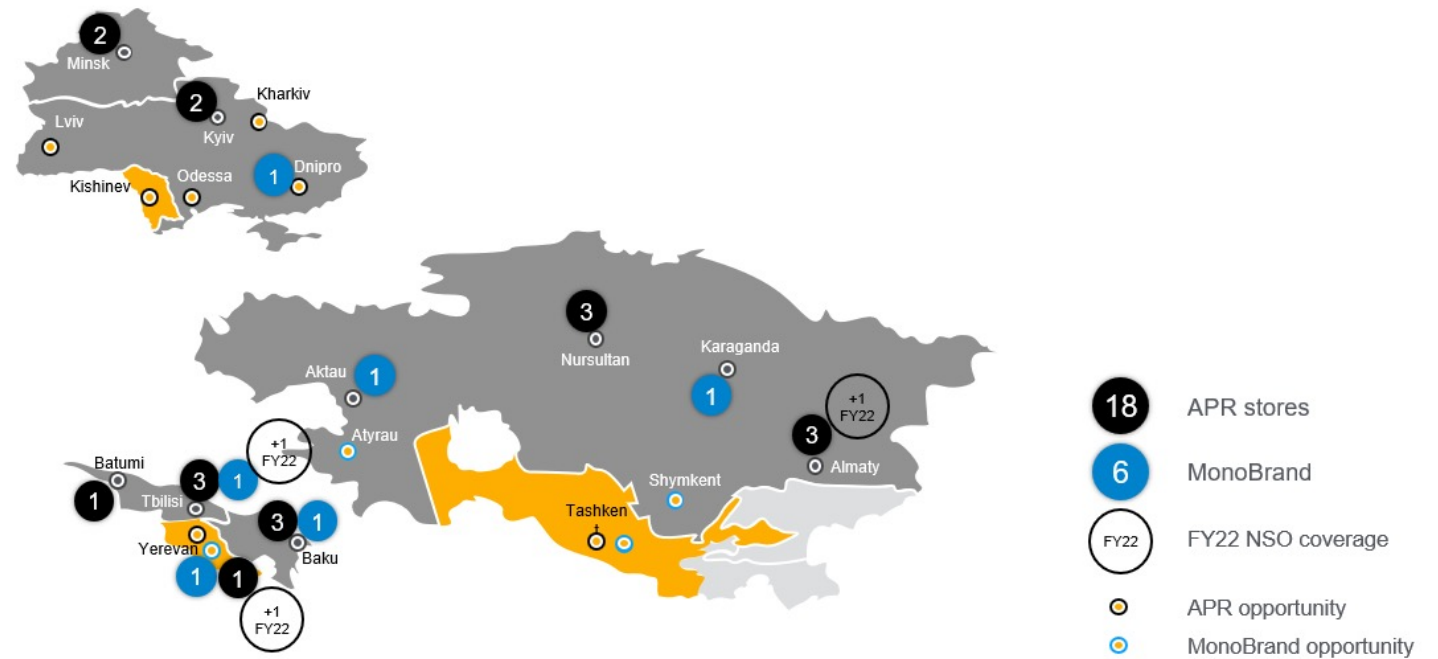 2
Minsk
2
Kyiv
Kharkiv
Lviv
1
Dnipro
Kishinev
Odessa
3
Nursultan
Karaganda
1
Aktau
1
+1
FY22
3
Almaty
+1
FY22
Atyrau
Batumi
1
3
1
Tbilisi
3
1
Baku
Yerevan
1
1
+1
FY22
Shymkent
Tashken
t
18
APR stores
6
MonoBrand
FY22
FY22 NSO coverage
APR opportunity
MonoBrand opportunity